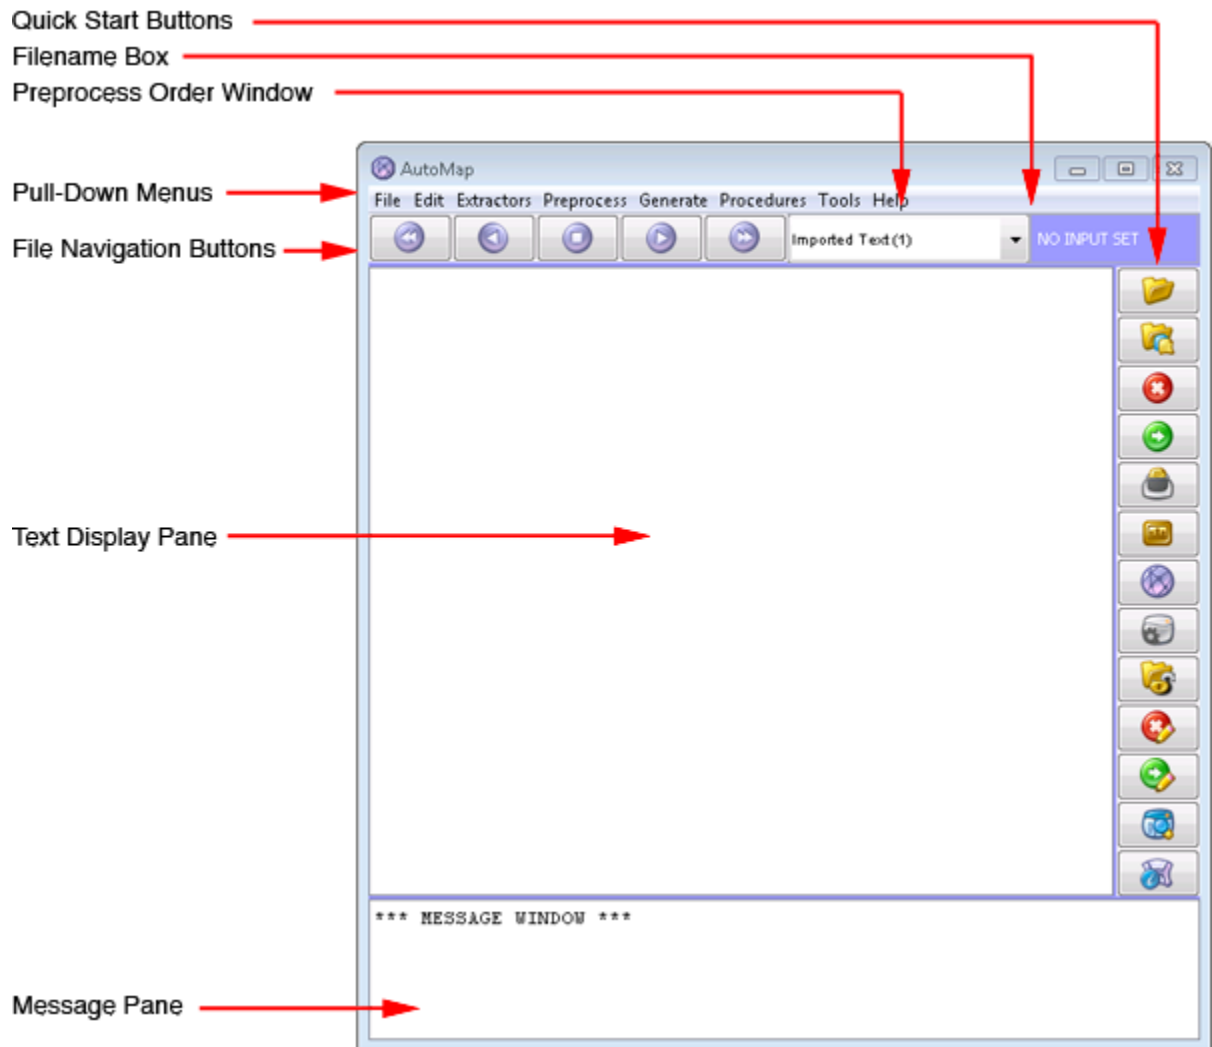 Quick Start Buttons
Filename Box
Preprocess Order Window
AutoMap
Pull-Down Menus
File Edit Extractors Preprocess Generate Procedures Tools Help
File Navigation Buttons
Imported Text(1)
NO INPUT SET
Text Display Pane
*** MESSAGE WINDOW ***
Message Pane